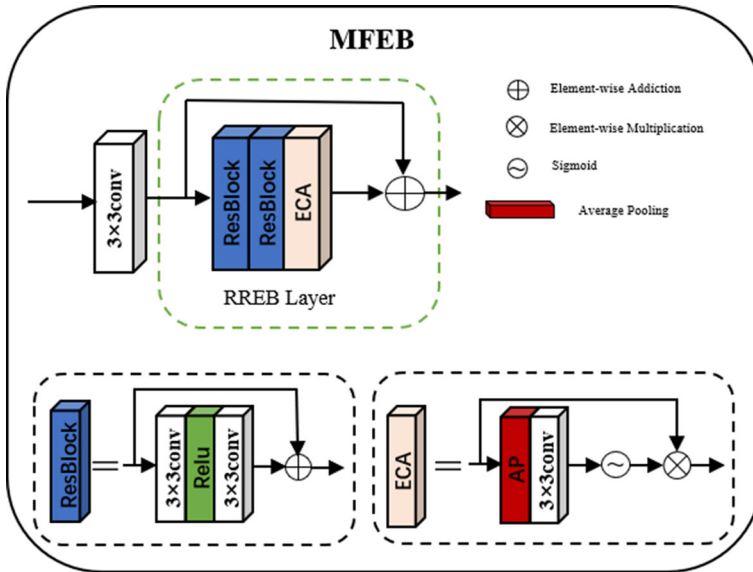 MFEB
3×3conv
ResBlock
ResBlock
ECA
RREB Layer
Element-wise Addiction
Element-wise Multiplication
Sigmoid
Average Pooling
ResBlock
=
3×3conv
Relu
3×3conv
ECA
=
AP
3×3conv